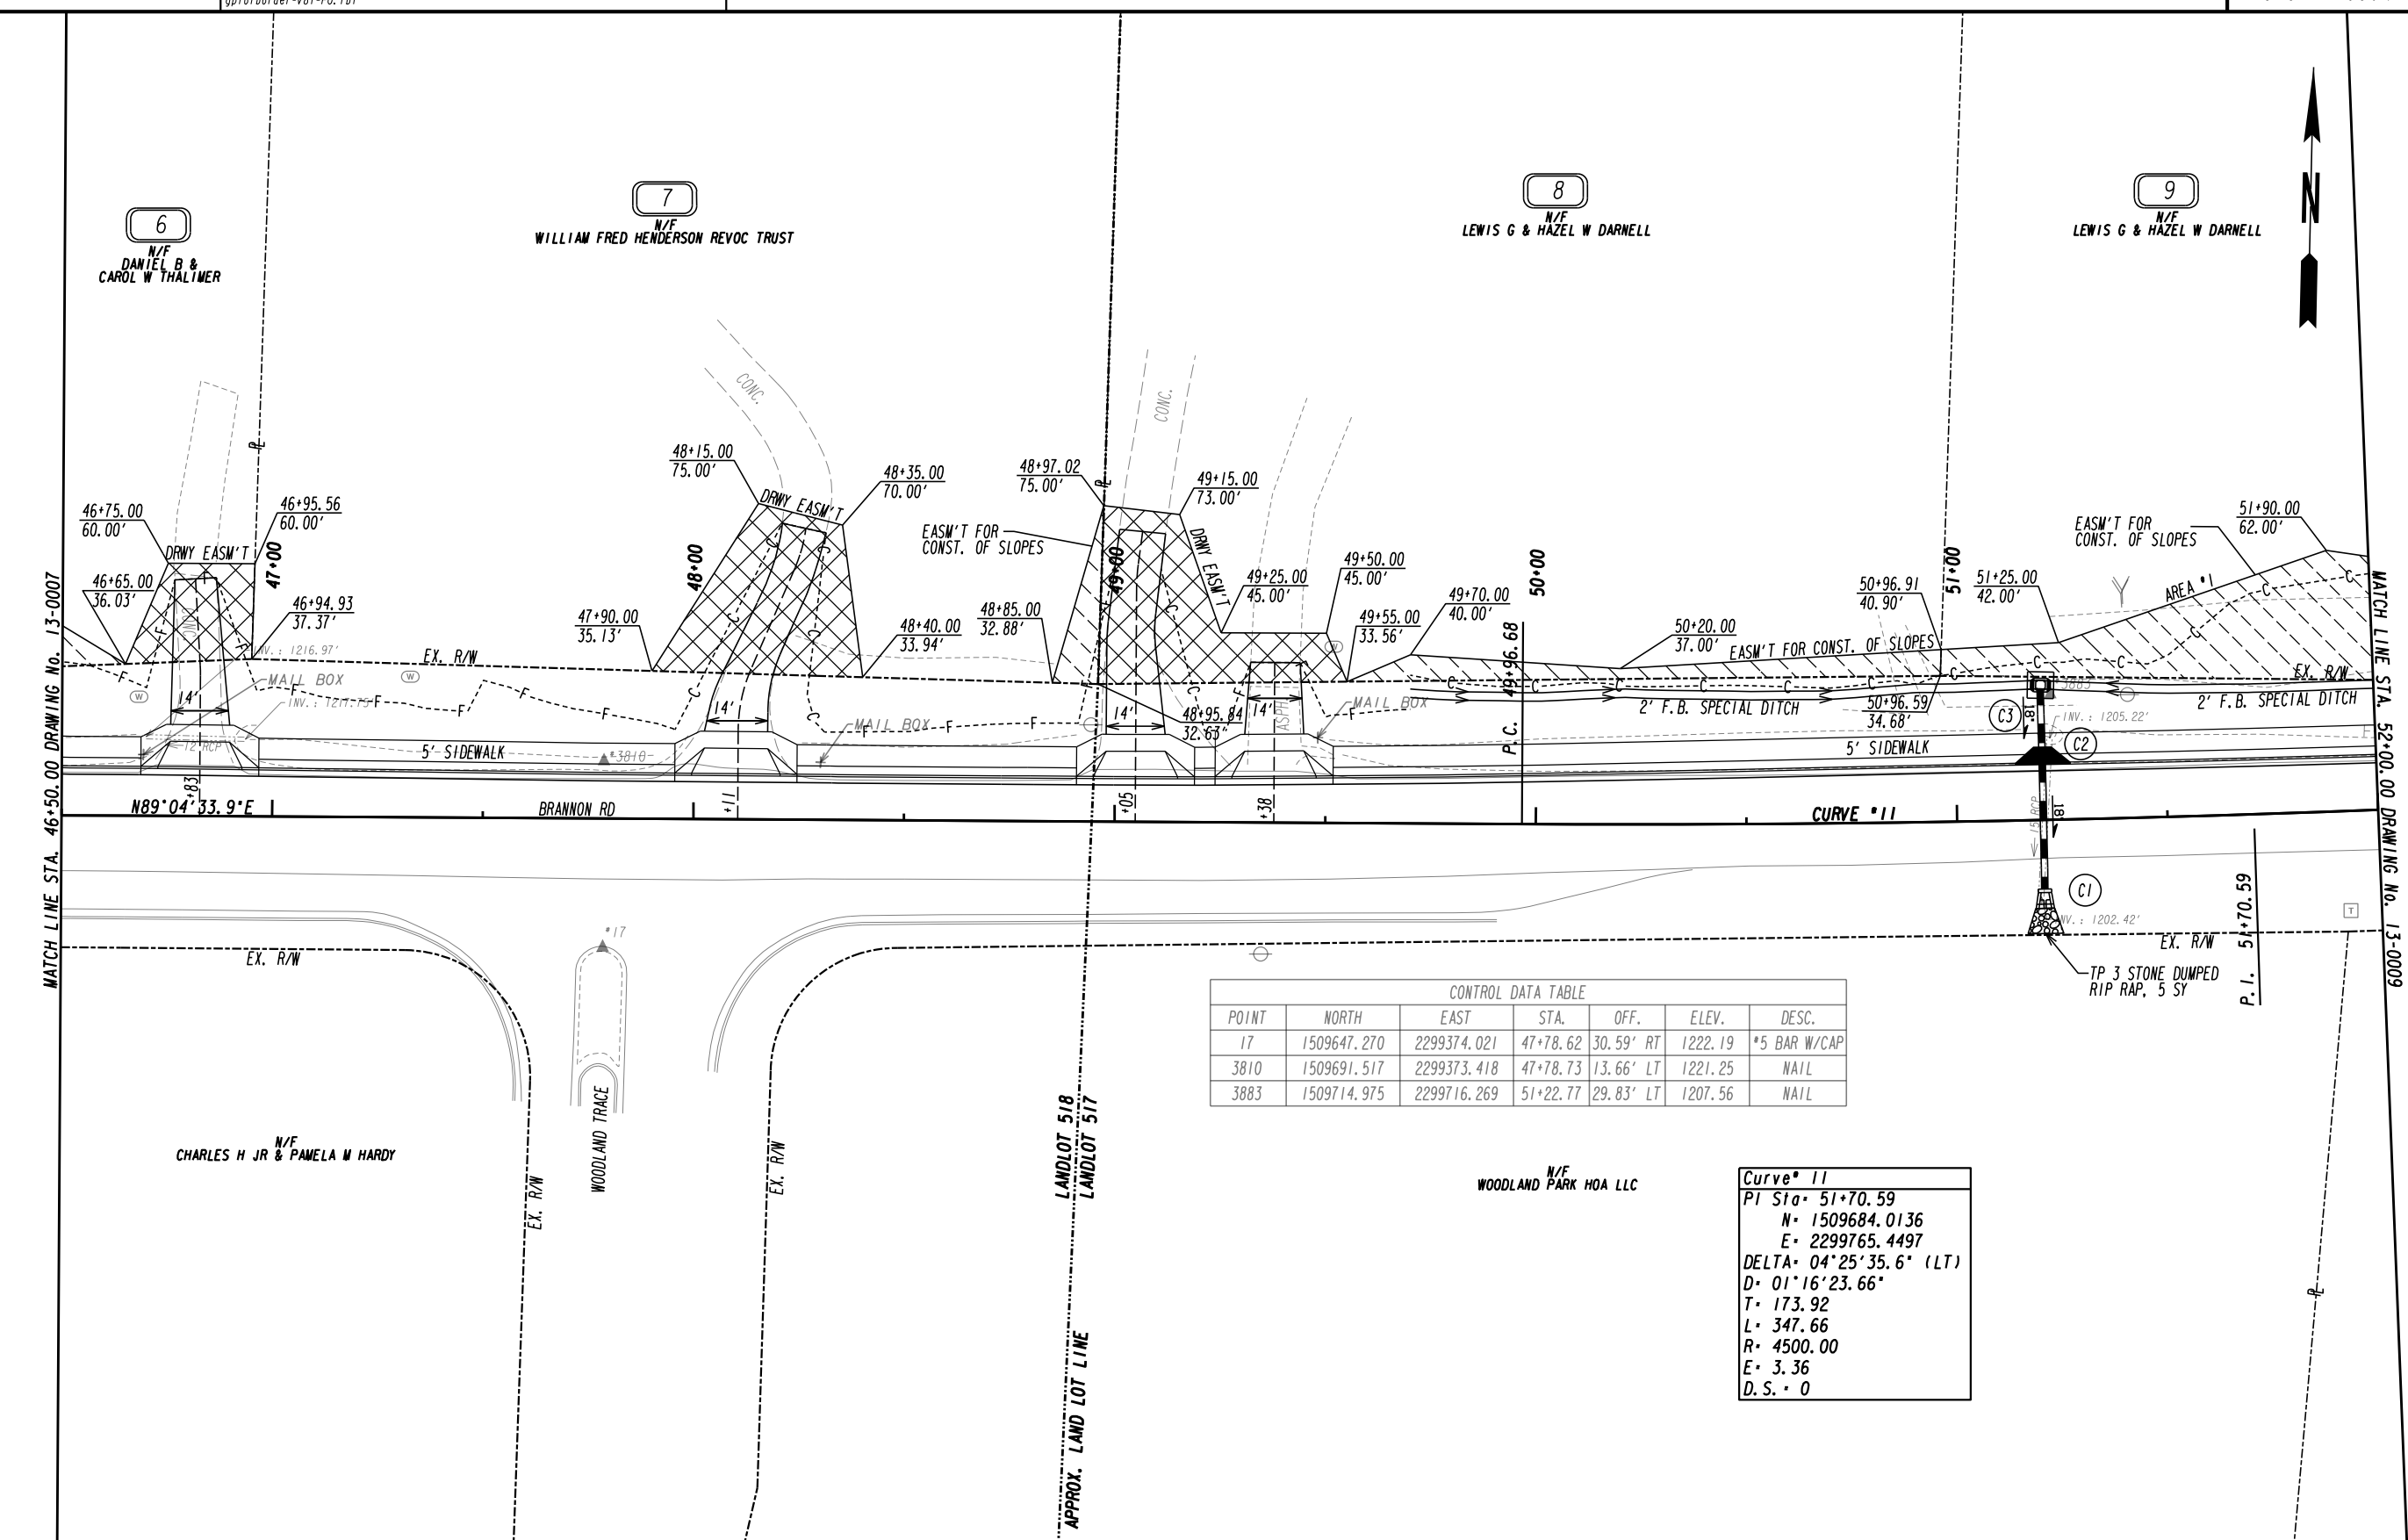 6
N/F
DANIEL B &
CAROL W THALIMER
7
N/F
WILLIAM FRED HENDERSON REVOC TRUST
8
N/F
LEWIS G & HAZEL W DARNELL
9
N/F
LEWIS G & HAZEL W DARNELL
N
CONC.
CONC.
℄
℄
46+75.00
60.00'
46+95.56
60.00'
DRWY EASM'T
46+65.00
36.03'
46+94.93
37.37'
47+00
48+15.00
75.00'
48+35.00
70.00'
DRWY EASM'T
48+00
47+90.00
35.13'
48+40.00
33.94'
EASM'T FOR
CONST. OF SLOPES
48+97.02
75.00'
49+15.00
73.00'
DRWY EASM'T
49+00
48+85.00
32.88'
49+25.00
45.00'
49+50.00
45.00'
49+55.00
33.56'
49+70.00
40.00'
48+95.84
32.63'
50+00
P.C. 49+96.68
50+20.00
37.00'
EASM'T FOR CONST. OF SLOPES
50+96.91
40.90'
51+00
51+25.00
42.00'
50+96.59
34.68'
EASM'T FOR
CONST. OF SLOPES
51+90.00
62.00'
AREA #1
EX. R/W
EX. R/W
INV.: 1216.97'
MAIL BOX
INV.: 1217.75'
12 RCP
CONC
W
W
W
14'
14'
14'
14'
MAIL BOX
MAIL BOX
ASPH
#3810
5' SIDEWALK
5' SIDEWALK
2' F.B. SPECIAL DITCH
2' F.B. SPECIAL DITCH
3883
C3
18"
C2
INV.: 1205.22'
+83
+11
+05
+38
N89°04'33.9"E
BRANNON RD
CURVE #11
15 RCP
18"
C1
INV.: 1202.42'
TP 3 STONE DUMPED
RIP RAP, 5 SY
P.I. 51+70.59
T
EX. R/W
EX. R/W
#17
MATCH LINE STA. 46+50.00 DRAWING No. 13-0007
MATCH LINE STA. 52+00.00 DRAWING No. 13-0009
CONTROL DATA TABLE
POINT NORTH EAST STA. OFF. ELEV. DESC.
17 1509647.270 2299374.021 47+78.62 30.59' RT 1222.19 #5 BAR W/CAP
3810 1509691.517 2299373.418 47+78.73 13.66' LT 1221.25 NAIL
3883 1509714.975 2299716.269 51+22.77 29.83' LT 1207.56 NAIL
N/F
CHARLES H JR & PAMELA M HARDY
EX. R/W
WOODLAND TRACE
EX. R/W
LANDLOT 518
LANDLOT 517
APPROX. LAND LOT LINE
N/F
WOODLAND PARK HOA LLC
Curve# 11
PI Sta= 51+70.59
N= 1509684.0136
E= 2299765.4497
DELTA= 04°25'35.6" (LT)
D= 01°16'23.66"
T= 173.92
L= 347.66
R= 4500.00
E= 3.36
D.S.= 0